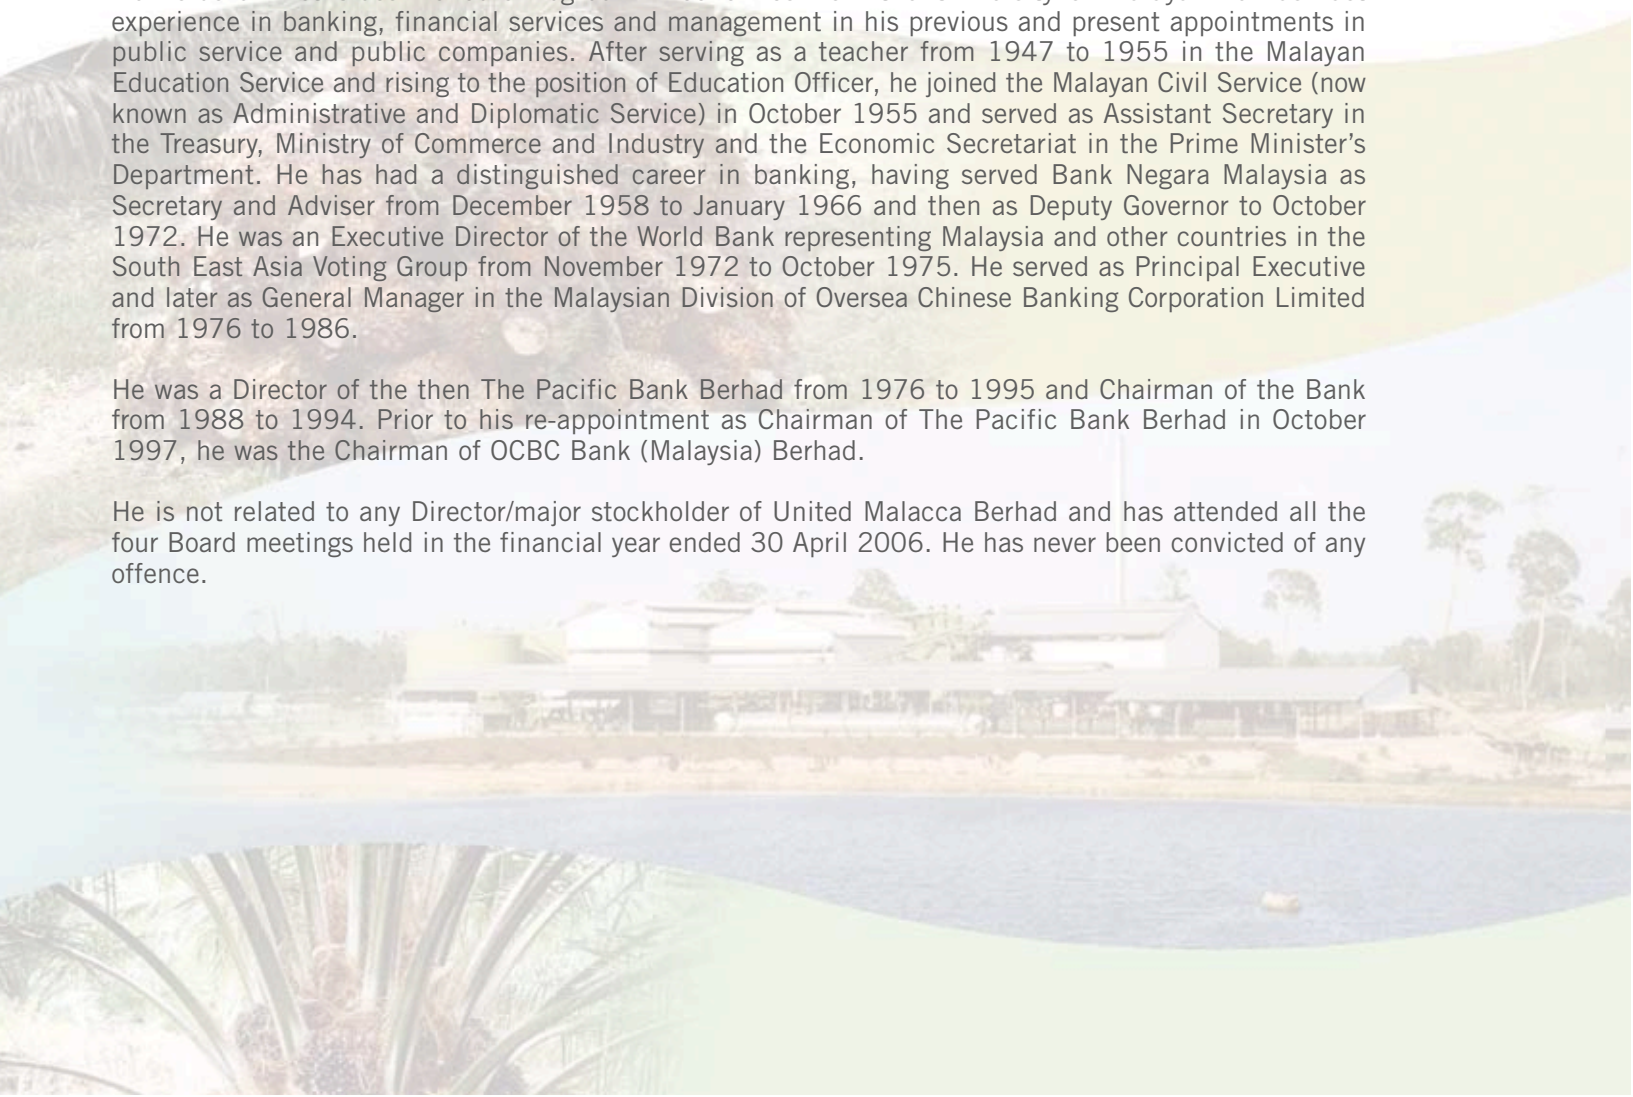 experience in banking, financial services and management in his previous and present appointments in
public service and public companies. After serving as a teacher from 1947 to 1955 in the Malayan
Education Service and rising to the position of Education Officer, he joined the Malayan Civil Service (now
known as Administrative and Diplomatic Service) in October 1955 and served as Assistant Secretary in
the Treasury, Ministry of Commerce and Industry and the Economic Secretariat in the Prime Minister’s
Department. He has had a distinguished career in banking, having served Bank Negara Malaysia as
Secretary and Adviser from December 1958 to January 1966 and then as Deputy Governor to October
1972. He was an Executive Director of the World Bank representing Malaysia and other countries in the
South East Asia Voting Group from November 1972 to October 1975. He served as Principal Executive
and later as General Manager in the Malaysian Division of Oversea Chinese Banking Corporation Limited
from 1976 to 1986.
He was a Director of the then The Pacific Bank Berhad from 1976 to 1995 and Chairman of the Bank
from 1988 to 1994. Prior to his re-appointment as Chairman of The Pacific Bank Berhad in October
1997, he was the Chairman of OCBC Bank (Malaysia) Berhad.
He is not related to any Director/major stockholder of United Malacca Berhad and has attended all the
four Board meetings held in the financial year ended 30 April 2006. He has never been convicted of any
offence.